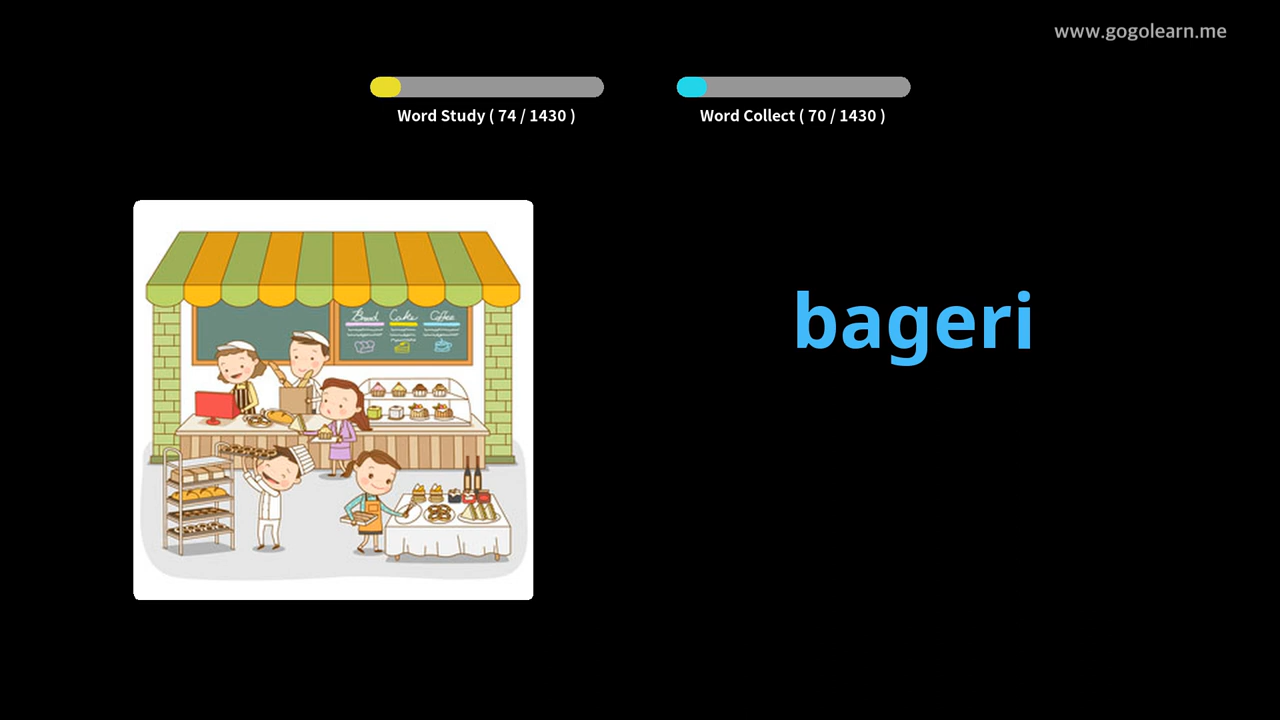 www.gogolearn.me
Word Study ( 74 / 1430 )
Word Collect ( 70 / 1430 )
Bread Cake Coffee
bageri